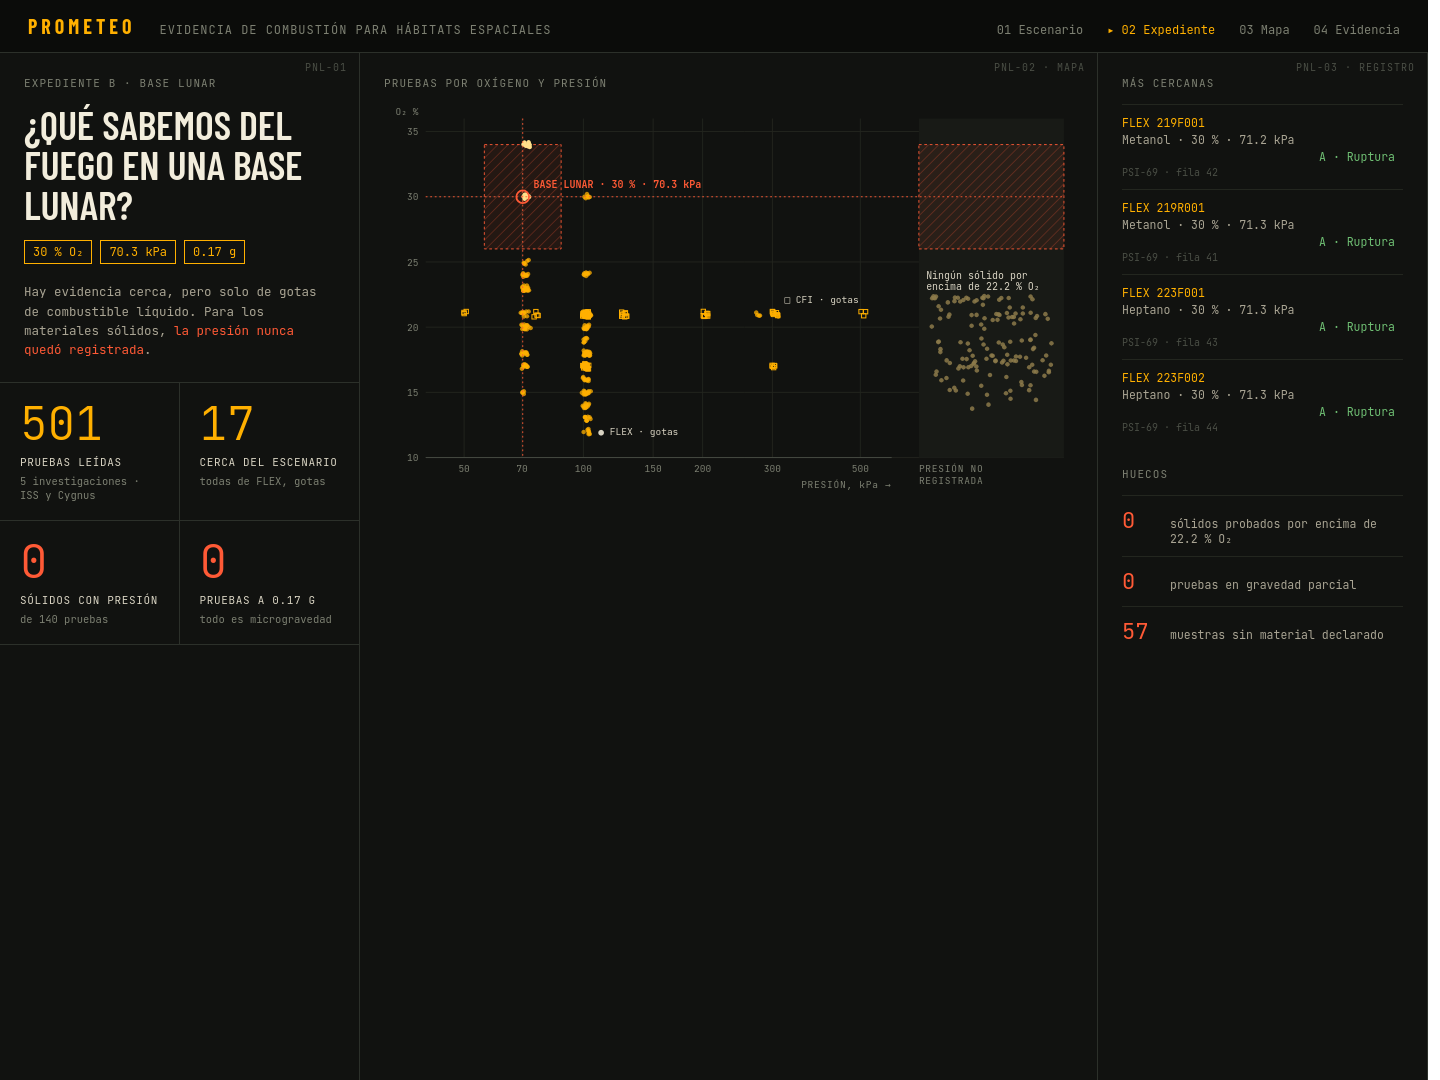 PROMETEO
EVIDENCIA DE COMBUSTIÓN PARA HÁBITATS ESPACIALES
01 Escenario
▸ 02 Expediente
03 Mapa
04 Evidencia
PNL-01
EXPEDIENTE B · BASE LUNAR
¿QUÉ SABEMOS DEL
FUEGO EN UNA BASE
LUNAR?
30 % O₂
70.3 kPa
0.17 g
Hay evidencia cerca, pero solo de gotas
de combustible líquido. Para los
materiales sólidos, la presión nunca
quedó registrada.
501
PRUEBAS LEÍDAS
5 investigaciones ·
ISS y Cygnus
17
CERCA DEL ESCENARIO
todas de FLEX, gotas
0
SÓLIDOS CON PRESIÓN
de 140 pruebas
0
PRUEBAS A 0.17 G
todo es microgravedad
PNL-02 · MAPA
PRUEBAS POR OXÍGENO Y PRESIÓN
O₂ %
35
30
25
20
15
10
BASE LUNAR · 30 % · 70.3 kPa
□ CFI · gotas
● FLEX · gotas
Ningún sólido por
encima de 22.2 % O₂
50
70
100
150
200
300
500
PRESIÓN, kPa →
PRESIÓN NO
REGISTRADA
PNL-03 · REGISTRO
MÁS CERCANAS
FLEX 219F001
Metanol · 30 % · 71.2 kPa
A · Ruptura
PSI-69 · fila 42
FLEX 219R001
Metanol · 30 % · 71.3 kPa
A · Ruptura
PSI-69 · fila 41
FLEX 223F001
Heptano · 30 % · 71.3 kPa
A · Ruptura
PSI-69 · fila 43
FLEX 223F002
Heptano · 30 % · 71.3 kPa
A · Ruptura
PSI-69 · fila 44
HUECOS
0
sólidos probados por encima de
22.2 % O₂
0
pruebas en gravedad parcial
57
muestras sin material declarado